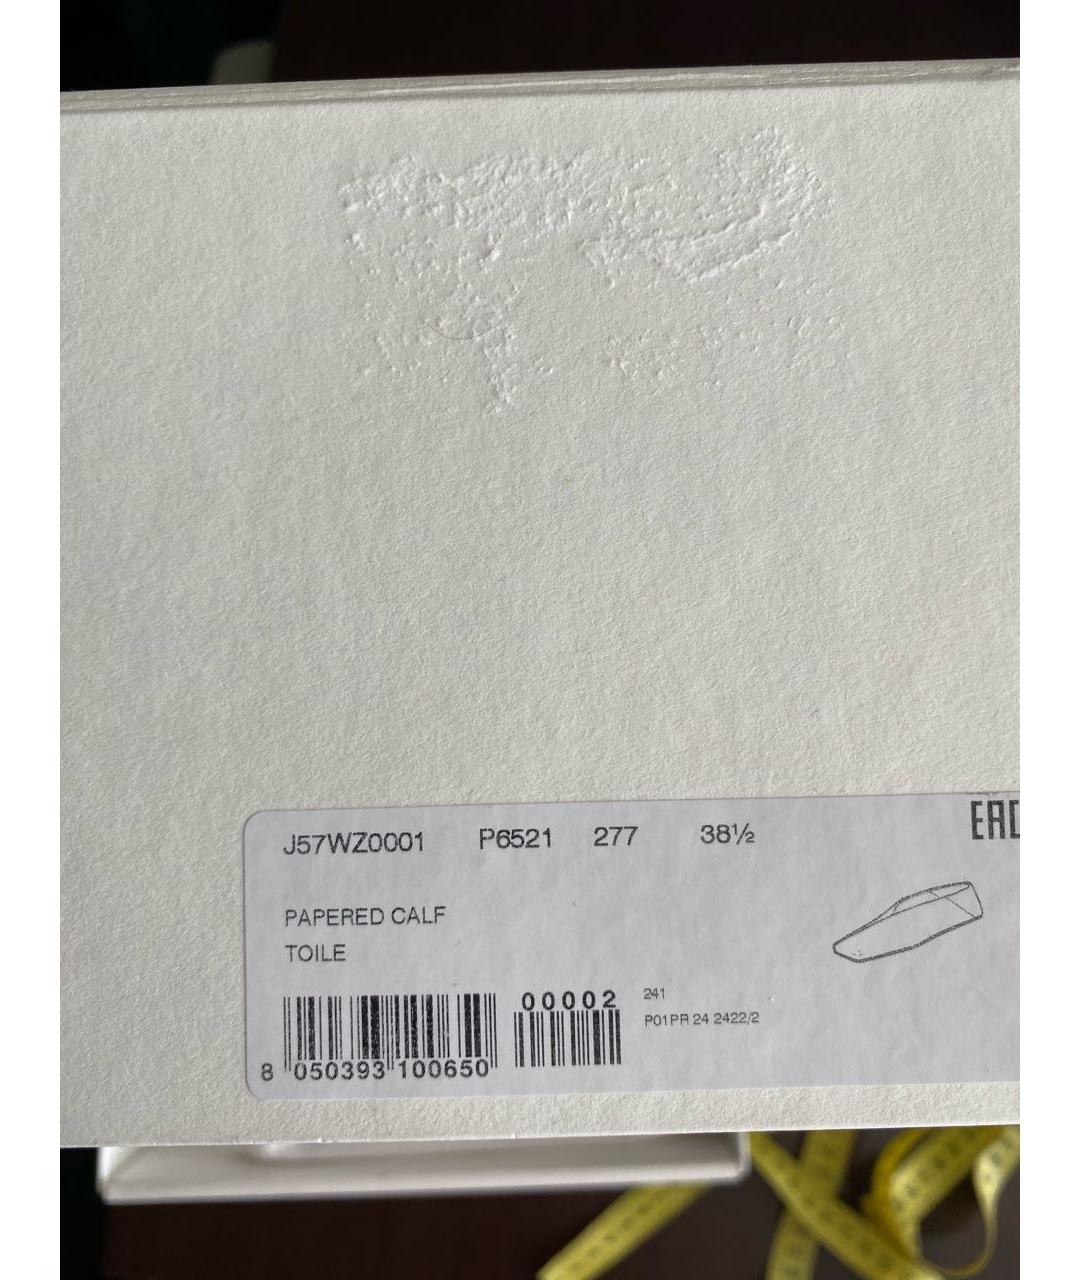 J57WZ0001 P6521 277 38½
EAC
PAPERED CALF
TOILE
00002
241
P01PR 24 2422/2
8 050393 100650